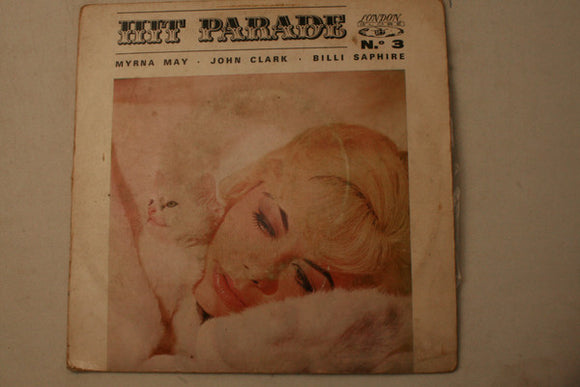 HIT PARADE
LONDON
N.º 3
MYRNA MAY · JOHN CLARK · BILLI SAPHIRE